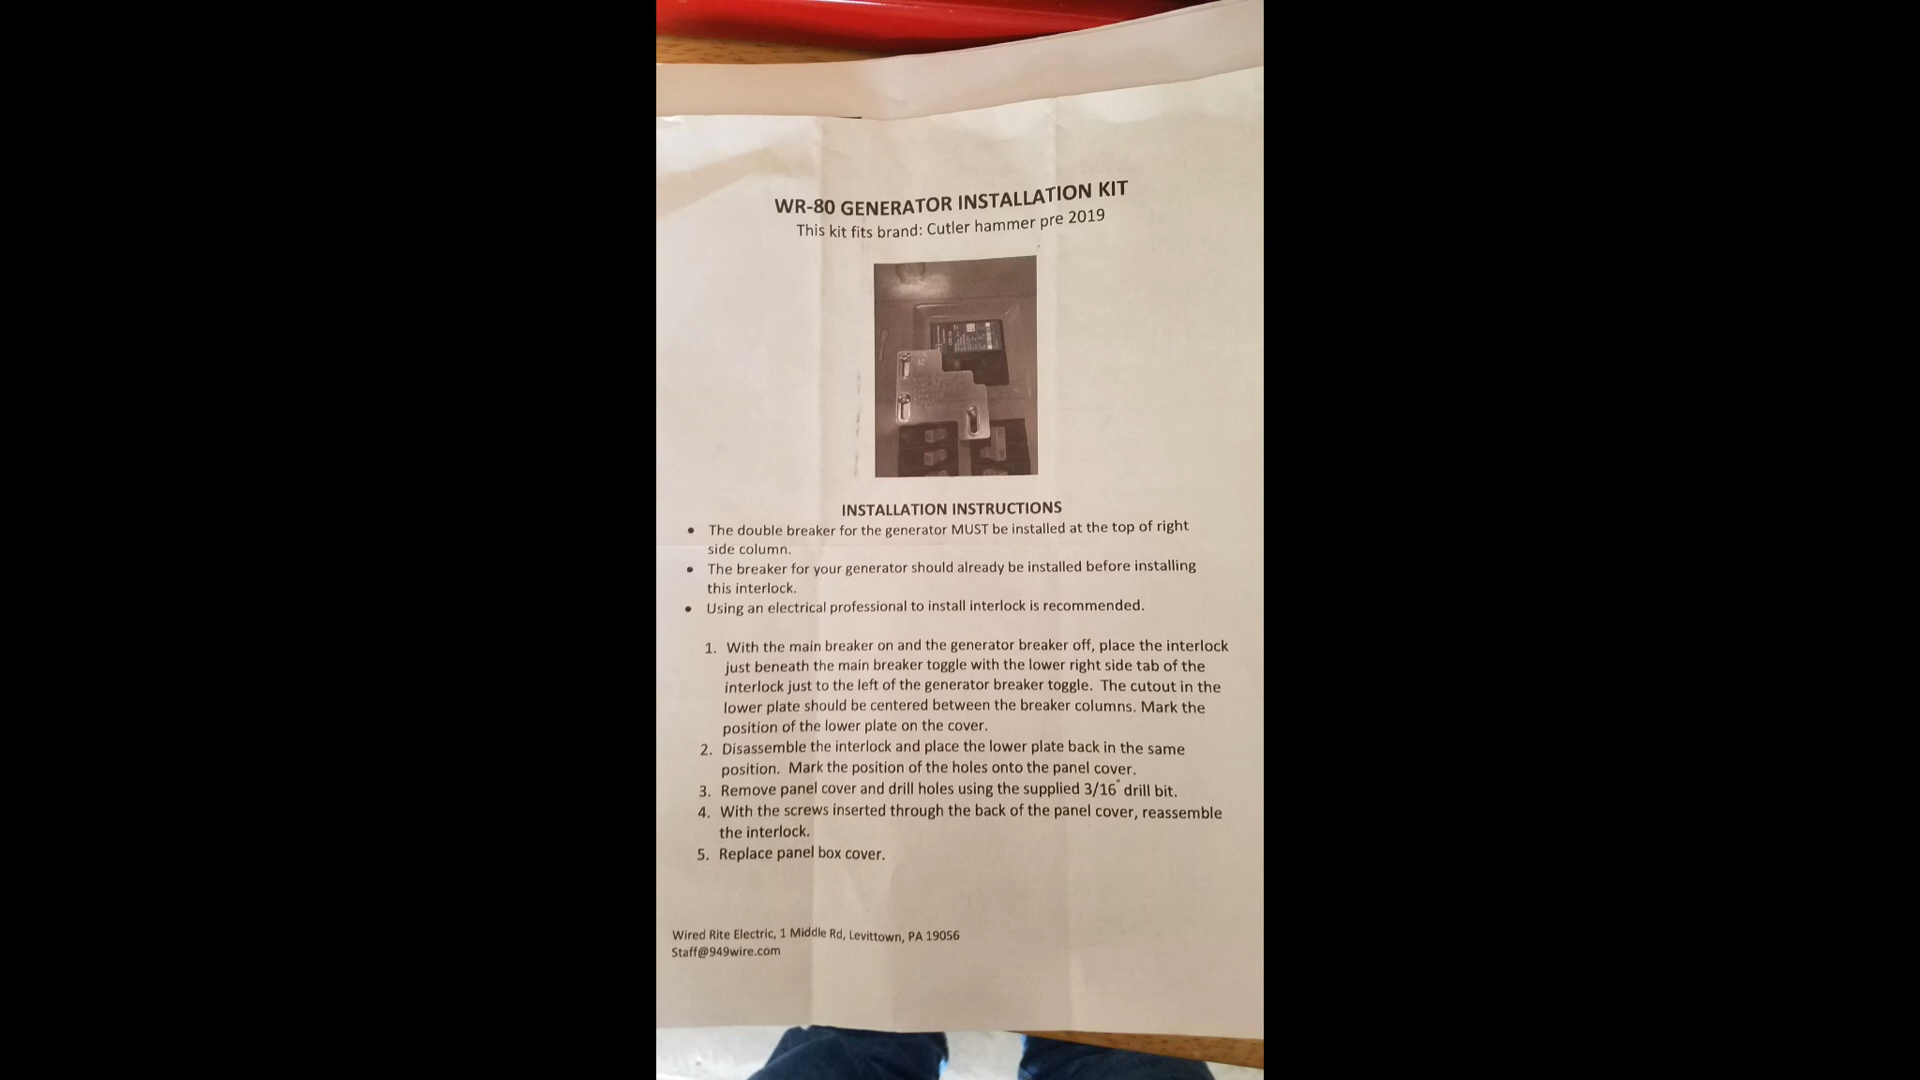 WR-80 GENERATOR INSTALLATION KIT
This kit fits brand: Cutler hammer pre 2019
INSTALLATION INSTRUCTIONS
• The double breaker for the generator MUST be installed at the top of right
side column.
• The breaker for your generator should already be installed before installing
this interlock.
• Using an electrical professional to install interlock is recommended.
1. With the main breaker on and the generator breaker off, place the interlock
just beneath the main breaker toggle with the lower right side tab of the
interlock just to the left of the generator breaker toggle. The cutout in the
lower plate should be centered between the breaker columns. Mark the
position of the lower plate on the cover.
2. Disassemble the interlock and place the lower plate back in the same
position. Mark the position of the holes onto the panel cover.
3. Remove panel cover and drill holes using the supplied 3/16" drill bit.
4. With the screws inserted through the back of the panel cover, reassemble
the interlock.
5. Replace panel box cover.
Wired Rite Electric, 1 Middle Rd, Levittown, PA 19056
Staff@949wire.com